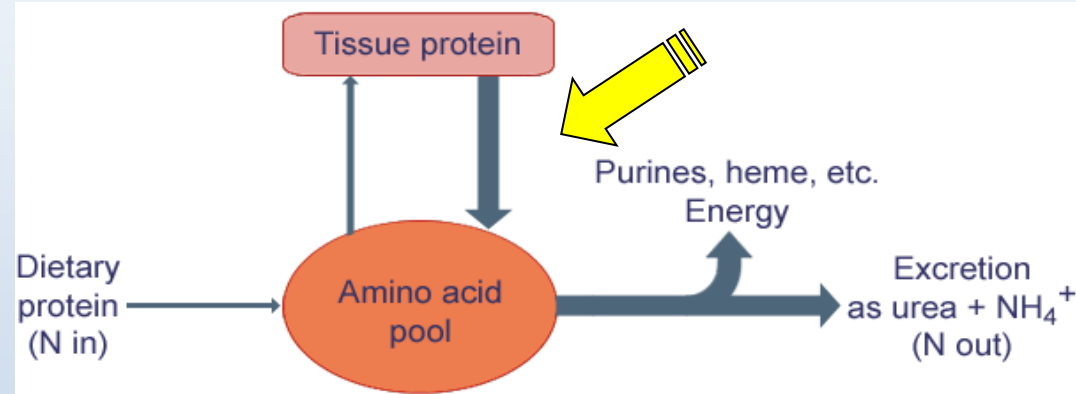 Tissue protein
Purines, heme, etc.
Energy
Dietary
protein
(N in)
Amino acid
pool
Excretion
as urea + NH₄⁺
(N out)